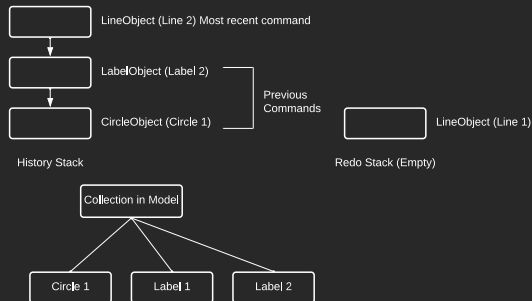 LineObject (Line 2) Most recent command
LabelObject (Label 2)
Previous
Commands
CircleObject (Circle 1)
LineObject (Line 1)
History Stack
Redo Stack (Empty)
Collection in Model
Circle 1
Label 1
Label 2